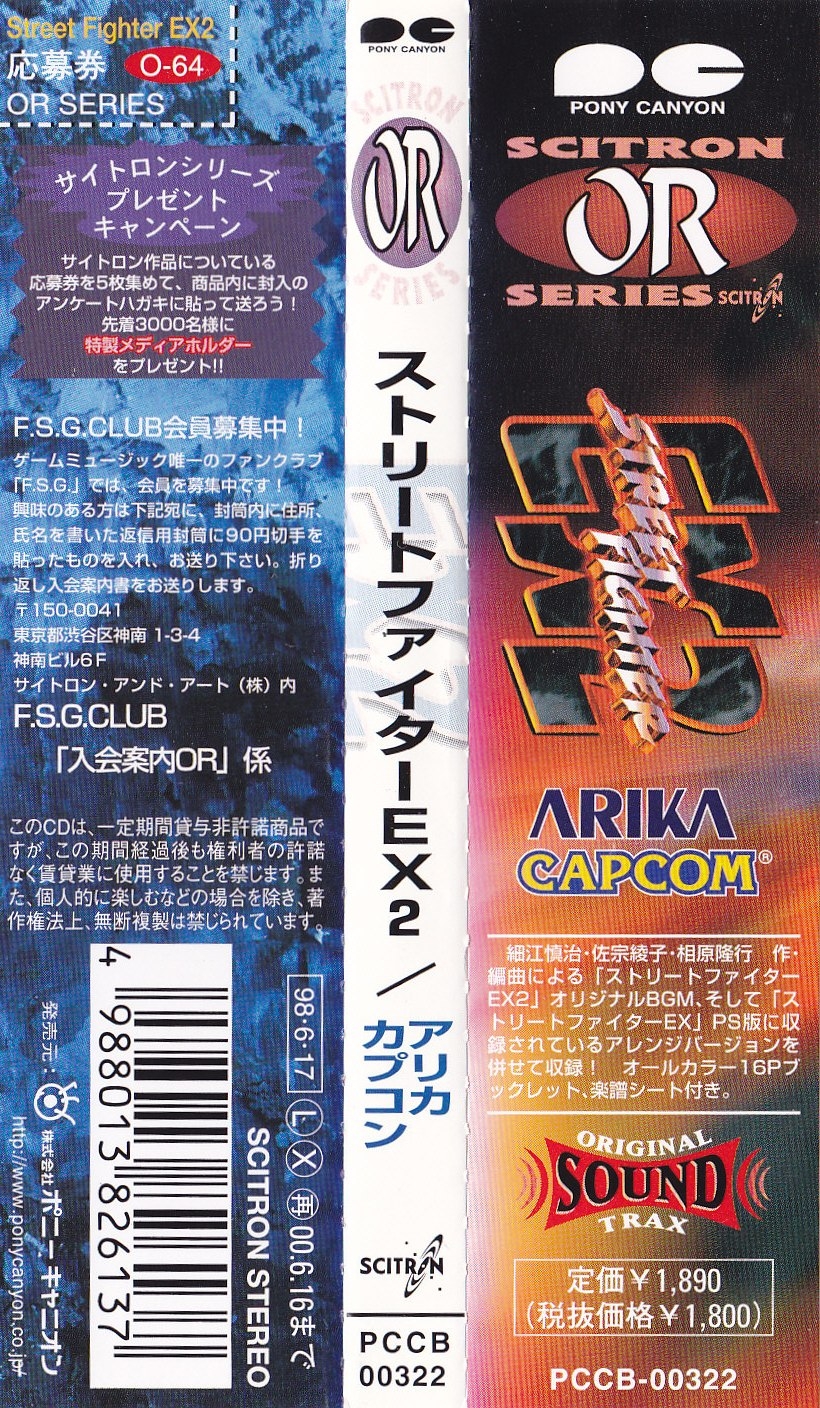 Street Fighter EX2
応募券 O-64
OR SERIES
サイトロンシリーズ
プレゼント
キャンペーン
サイトロン作品についている
応募券を5枚集めて、商品内に封入の
アンケートハガキに貼って送ろう！
先着3000名様に
特製メディアホルダー
をプレゼント!!
F.S.G.CLUB会員募集中！
ゲームミュージック唯一のファンクラブ
「F.S.G.」では、会員を募集中です！
興味のある方は下記宛に、封筒内に住所、
氏名を書いた返信用封筒に90円切手を
貼ったものを入れ、お送り下さい。折り
返し入会案内書をお送りします。
〒150-0041
東京都渋谷区神南 1-3-4
神南ビル6F
サイトロン・アンド・アート（株）内
F.S.G.CLUB
「入会案内OR」係
このCDは、一定期間貸与非許諾商品で
すが、この期間経過後も権利者の許諾
なく賃貸業に使用することを禁じます。ま
た、個人的に楽しむなどの場合を除き、著
作権法上、無断複製は禁じられています。
98・6・17 L X 再 00.6.16まで
SCITRON STEREO
4 988013 826137
発売元： 株式会社 ポニーキャニオン
http://www.ponycanyon.co.jp/
PONY CANYON
SCITRON
OR
SERIES
ストリートファイターEX2／
アリカ
カプコン
SCITRON
PCCB
00322
PONY CANYON
SCITRON
OR
SERIES SCITRON
STREET
FIGHTER
EX2
ARIKA
CAPCOM®
細江慎治・佐宗綾子・相原隆行　作・
編曲による「ストリートファイター
EX2」オリジナルBGM、そして「ス
トリートファイターEX」PS版に収
録されているアレンジバージョンを
併せて収録！　オールカラー16Pブ
ックレット、楽譜シート付き。
ORIGINAL
SOUND
TRAX
定価￥1,890
（税抜価格￥1,800）
PCCB-00322